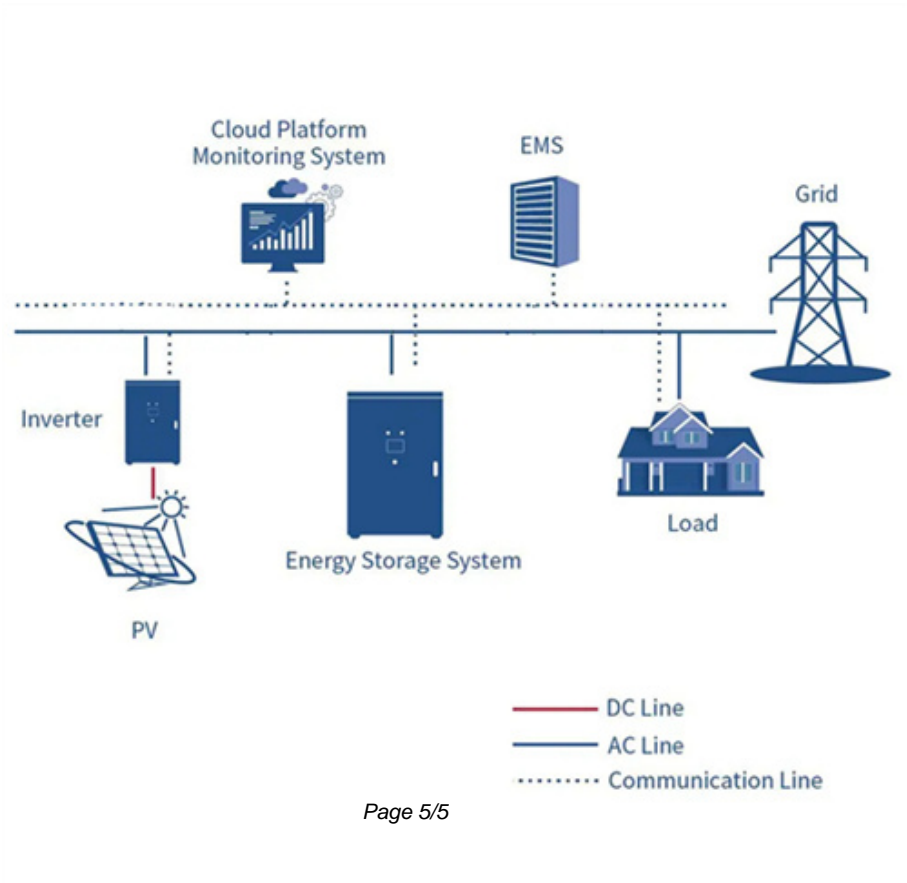 Cloud Platform
Monitoring System
EMS
Grid
Inverter
Energy Storage System
Load
PV
DC Line
AC Line
Communication Line
Page 5/5